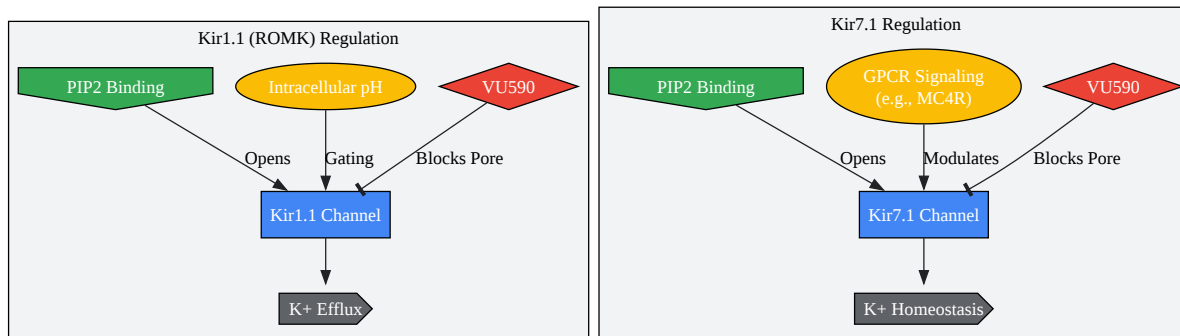 Kir1.1 (ROMK) Regulation
PIP2 Binding
Intracellular pH
VU590
Opens
Gating
Blocks Pore
Kir1.1 Channel
K+ Efflux
Kir7.1 Regulation
PIP2 Binding
GPCR Signaling
(e.g., MC4R)
VU590
Opens
Modulates
Blocks Pore
Kir7.1 Channel
K+ Homeostasis